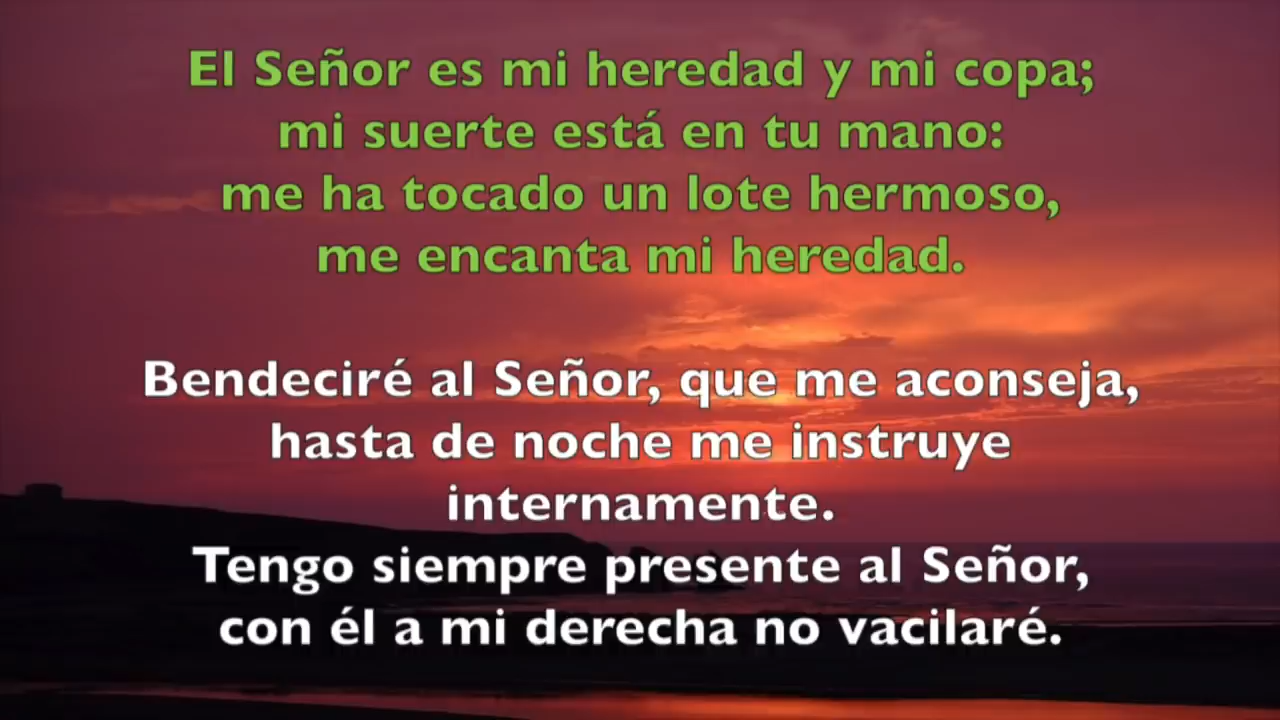 El Señor es mi heredad y mi copa;
mi suerte está en tu mano:
me ha tocado un lote hermoso,
me encanta mi heredad.
Bendeciré al Señor, que me aconseja,
hasta de noche me instruye
internamente.
Tengo siempre presente al Señor,
con él a mi derecha no vacilaré.